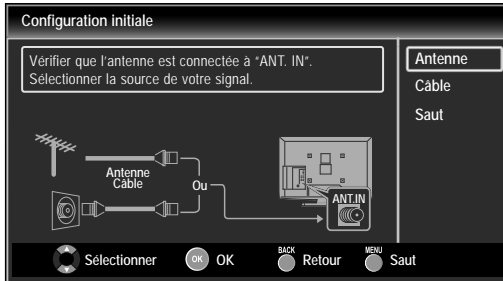 Configuration initiale
Vérifier que l'antenne est connectée à "ANT. IN".
Sélectionner la source de votre signal.
Antenne
Câble
Saut
Antenne
Câble
Ou
ANT.IN
Sélectionner
OK
OK
BACK
Retour
MENU
Saut